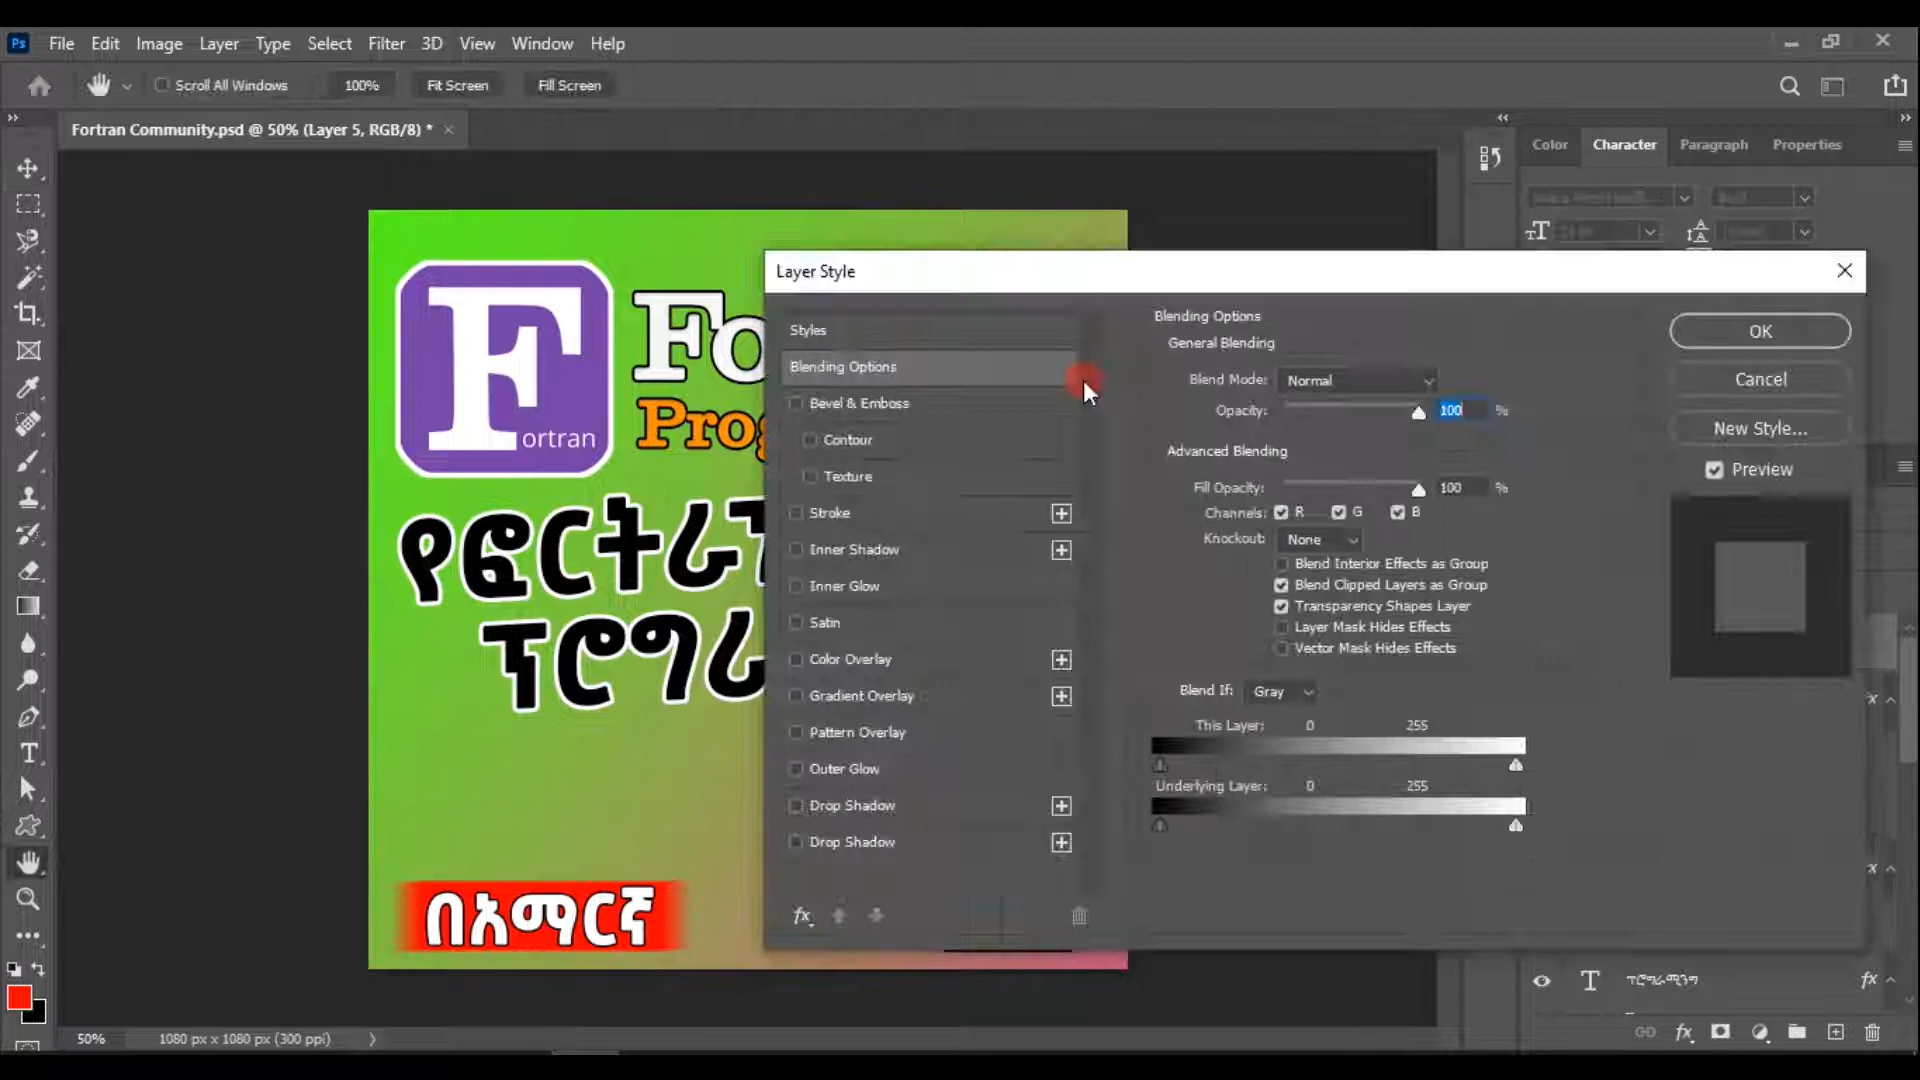 Ps File Edit Image Layer Type Select Filter 3D View Window Help
Scroll All Windows 100% Fit Screen Fill Screen
Fortran Community.psd @ 50% (Layer 5, RGB/8) *
Color Character Paragraph Properties
F
ortran
Fo
Prog
የፎርትራን
ፕሮግራ
በአማርኛ
Layer Style
Styles
Blending Options
Bevel & Emboss
Contour
Texture
Stroke
Inner Shadow
Inner Glow
Satin
Color Overlay
Gradient Overlay
Pattern Overlay
Outer Glow
Drop Shadow
Drop Shadow
fx
Blending Options
General Blending
Blend Mode: Normal
Opacity: 100 %
Advanced Blending
Fill Opacity: 100 %
Channels: R G B
Knockout: None
Blend Interior Effects as Group
Blend Clipped Layers as Group
Transparency Shapes Layer
Layer Mask Hides Effects
Vector Mask Hides Effects
Blend If: Gray
This Layer: 0 255
Underlying Layer: 0 255
OK
Cancel
New Style...
Preview
T ፕሮግራሚንግ fx
50% 1080 px x 1080 px (300 ppi)